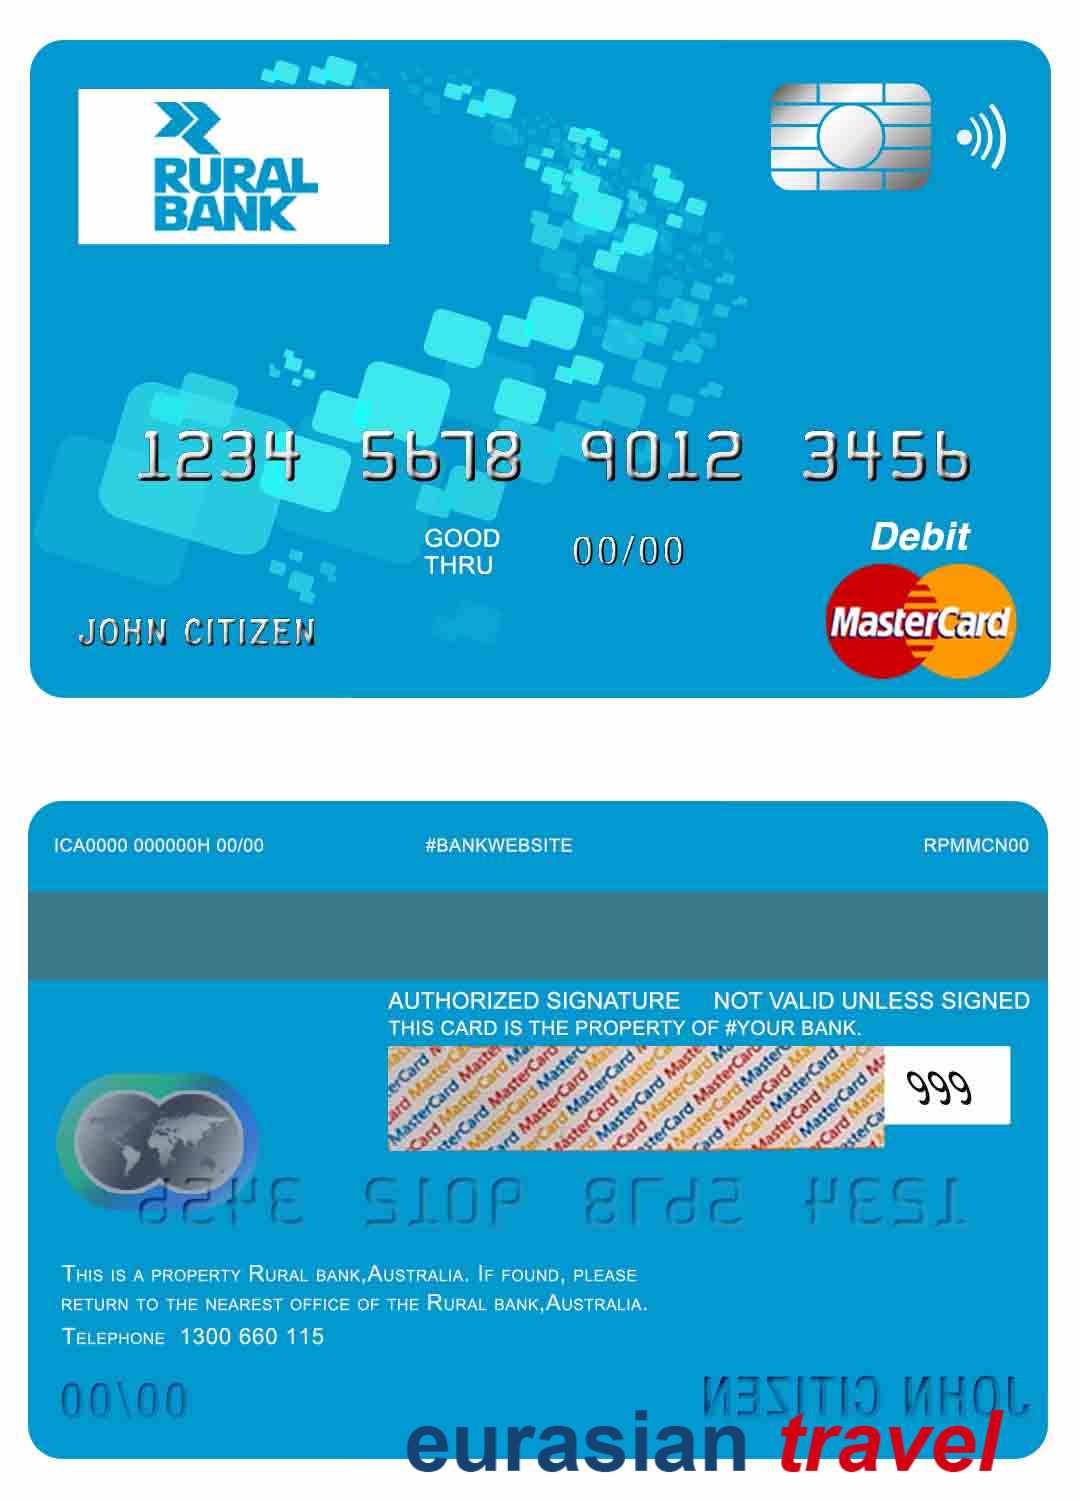 RURAL
BANK
1234 5678 9012 3456
GOOD
THRU
00/00
Debit
MasterCard
JOHN CITIZEN
ICA0000 000000H 00/00 #BANKWEBSITE RPMMCN00
AUTHORIZED SIGNATURE NOT VALID UNLESS SIGNED
THIS CARD IS THE PROPERTY OF #YOUR BANK.
MasterCard MasterCard MasterCard
999
1234 5678 9012 3456
THIS IS A PROPERTY RURAL BANK,AUSTRALIA. IF FOUND, PLEASE
RETURN TO THE NEAREST OFFICE OF THE RURAL BANK,AUSTRALIA.
TELEPHONE 1300 660 115
00/00
JOHN CITIZEN
eurasian travel